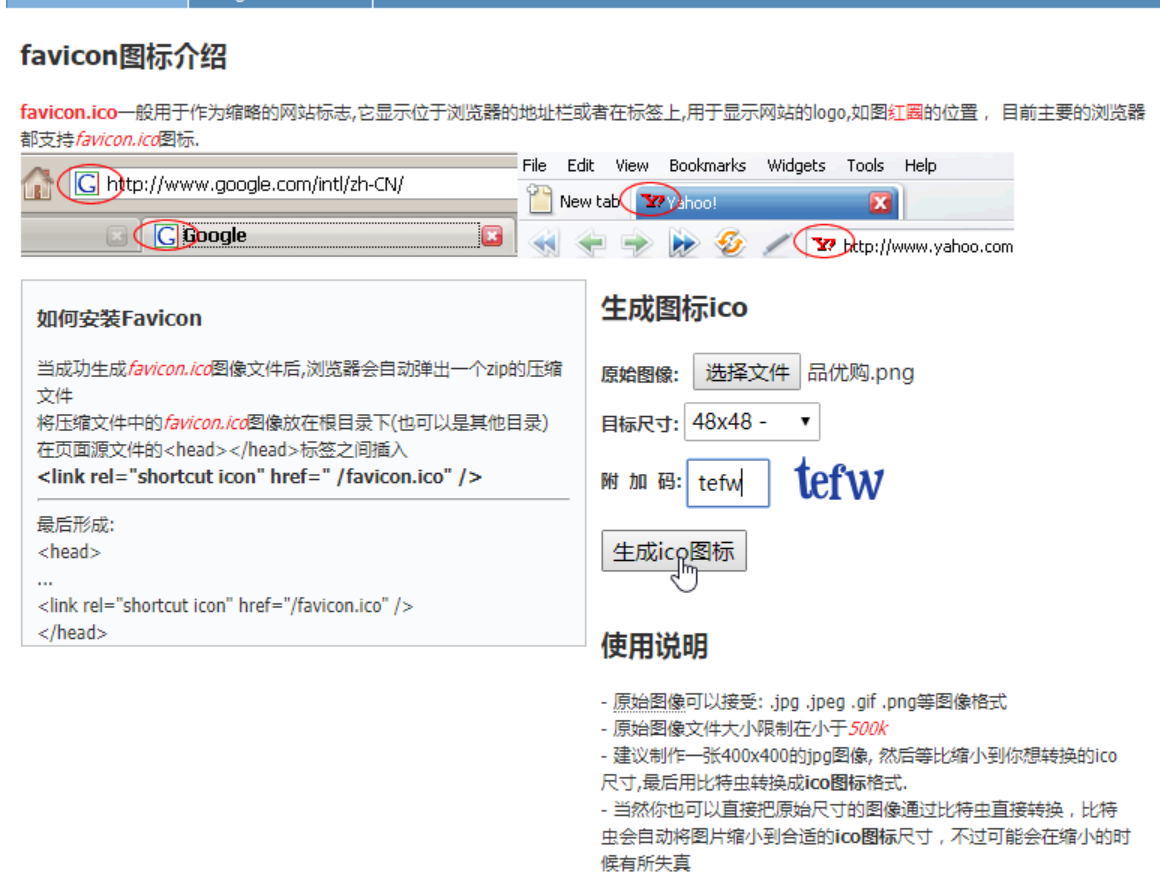 favicon图标介绍
favicon.ico一般用于作为缩略的网站标志,它显示位于浏览器的地址栏或者在标签上,用于显示网站的logo,如图红圈的位置，目前主要的浏览器
都支持favicon.ico图标.
http://www.google.com/intl/zh-CN/
Google
File Edit View Bookmarks Widgets Tools Help
New tab Yahoo!
http://www.yahoo.com
如何安装Favicon
当成功生成favicon.ico图像文件后,浏览器会自动弹出一个zip的压缩
文件
将压缩文件中的favicon.ico图像放在根目录下(也可以是其他目录)
在页面源文件的<head></head>标签之间插入
<link rel="shortcut icon" href=" /favicon.ico" />
最后形成:
<head>
...
<link rel="shortcut icon" href="/favicon.ico" />
</head>
生成图标ico
原始图像: 选择文件 品优购.png
目标尺寸: 48x48 -
附 加 码: tefw tefw
生成ico图标
使用说明
- 原始图像可以接受: .jpg .jpeg .gif .png等图像格式
- 原始图像文件大小限制在小于500k
- 建议制作一张400x400的jpg图像, 然后等比缩小到你想转换的ico
尺寸,最后用比特虫转换成ico图标格式.
- 当然你也可以直接把原始尺寸的图像通过比特虫直接转换，比特
虫会自动将图片缩小到合适的ico图标尺寸，不过可能会在缩小的时
候有所失真